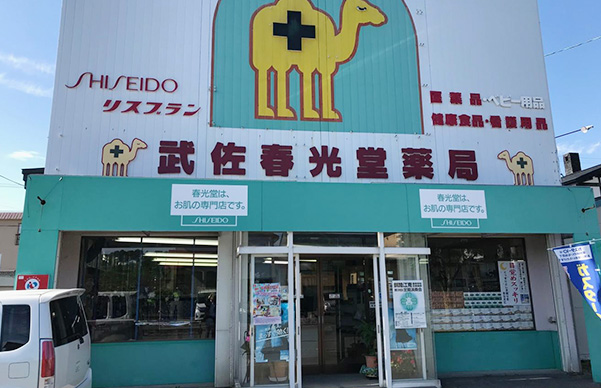 SHISEIDO
リスブラン
医薬品・ベビー用品
健康食品・看護用品
武佐春光堂薬局
春光堂は、
お肌の専門店です。
SHISEIDO
春光堂は、
お肌の専門店です。
SHISEIDO